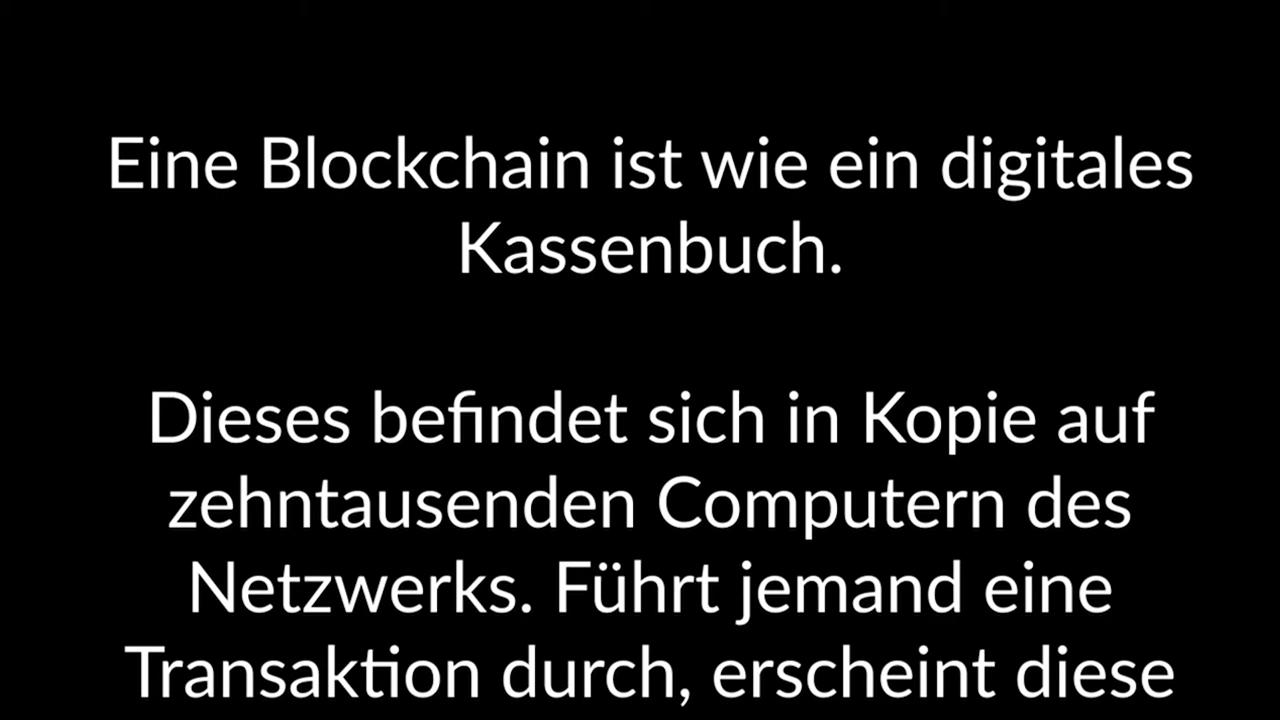 Eine Blockchain ist wie ein digitales
Kassenbuch.
Dieses befindet sich in Kopie auf
zehntausenden Computern des
Netzwerks. Führt jemand eine
Transaktion durch, erscheint diese